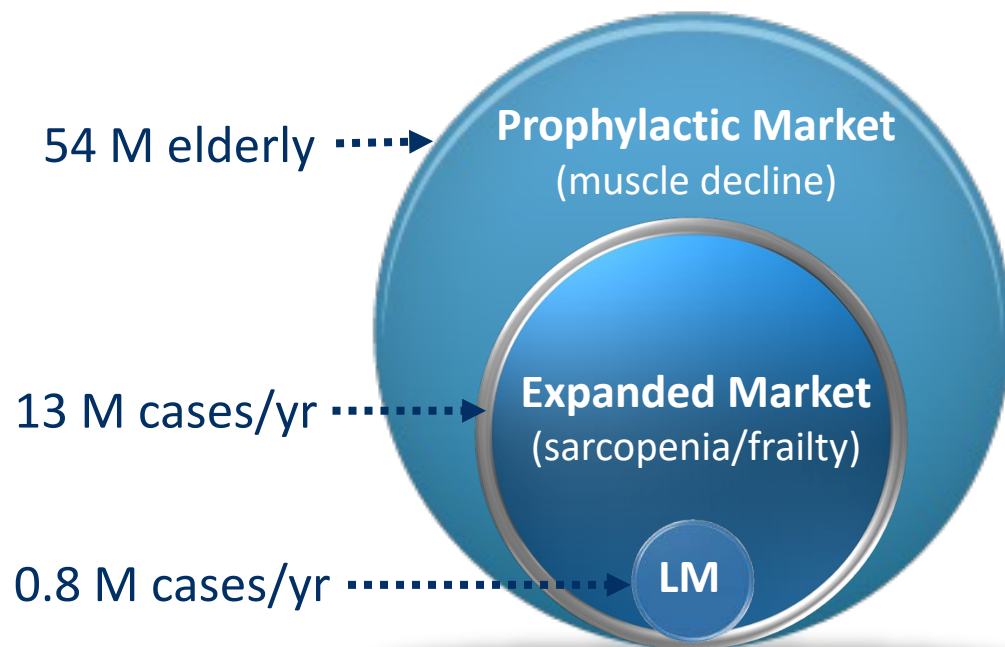 54 M elderly
Prophylactic Market
(muscle decline)
13 M cases/yr
Expanded Market
(sarcopenia/frailty)
0.8 M cases/yr
LM